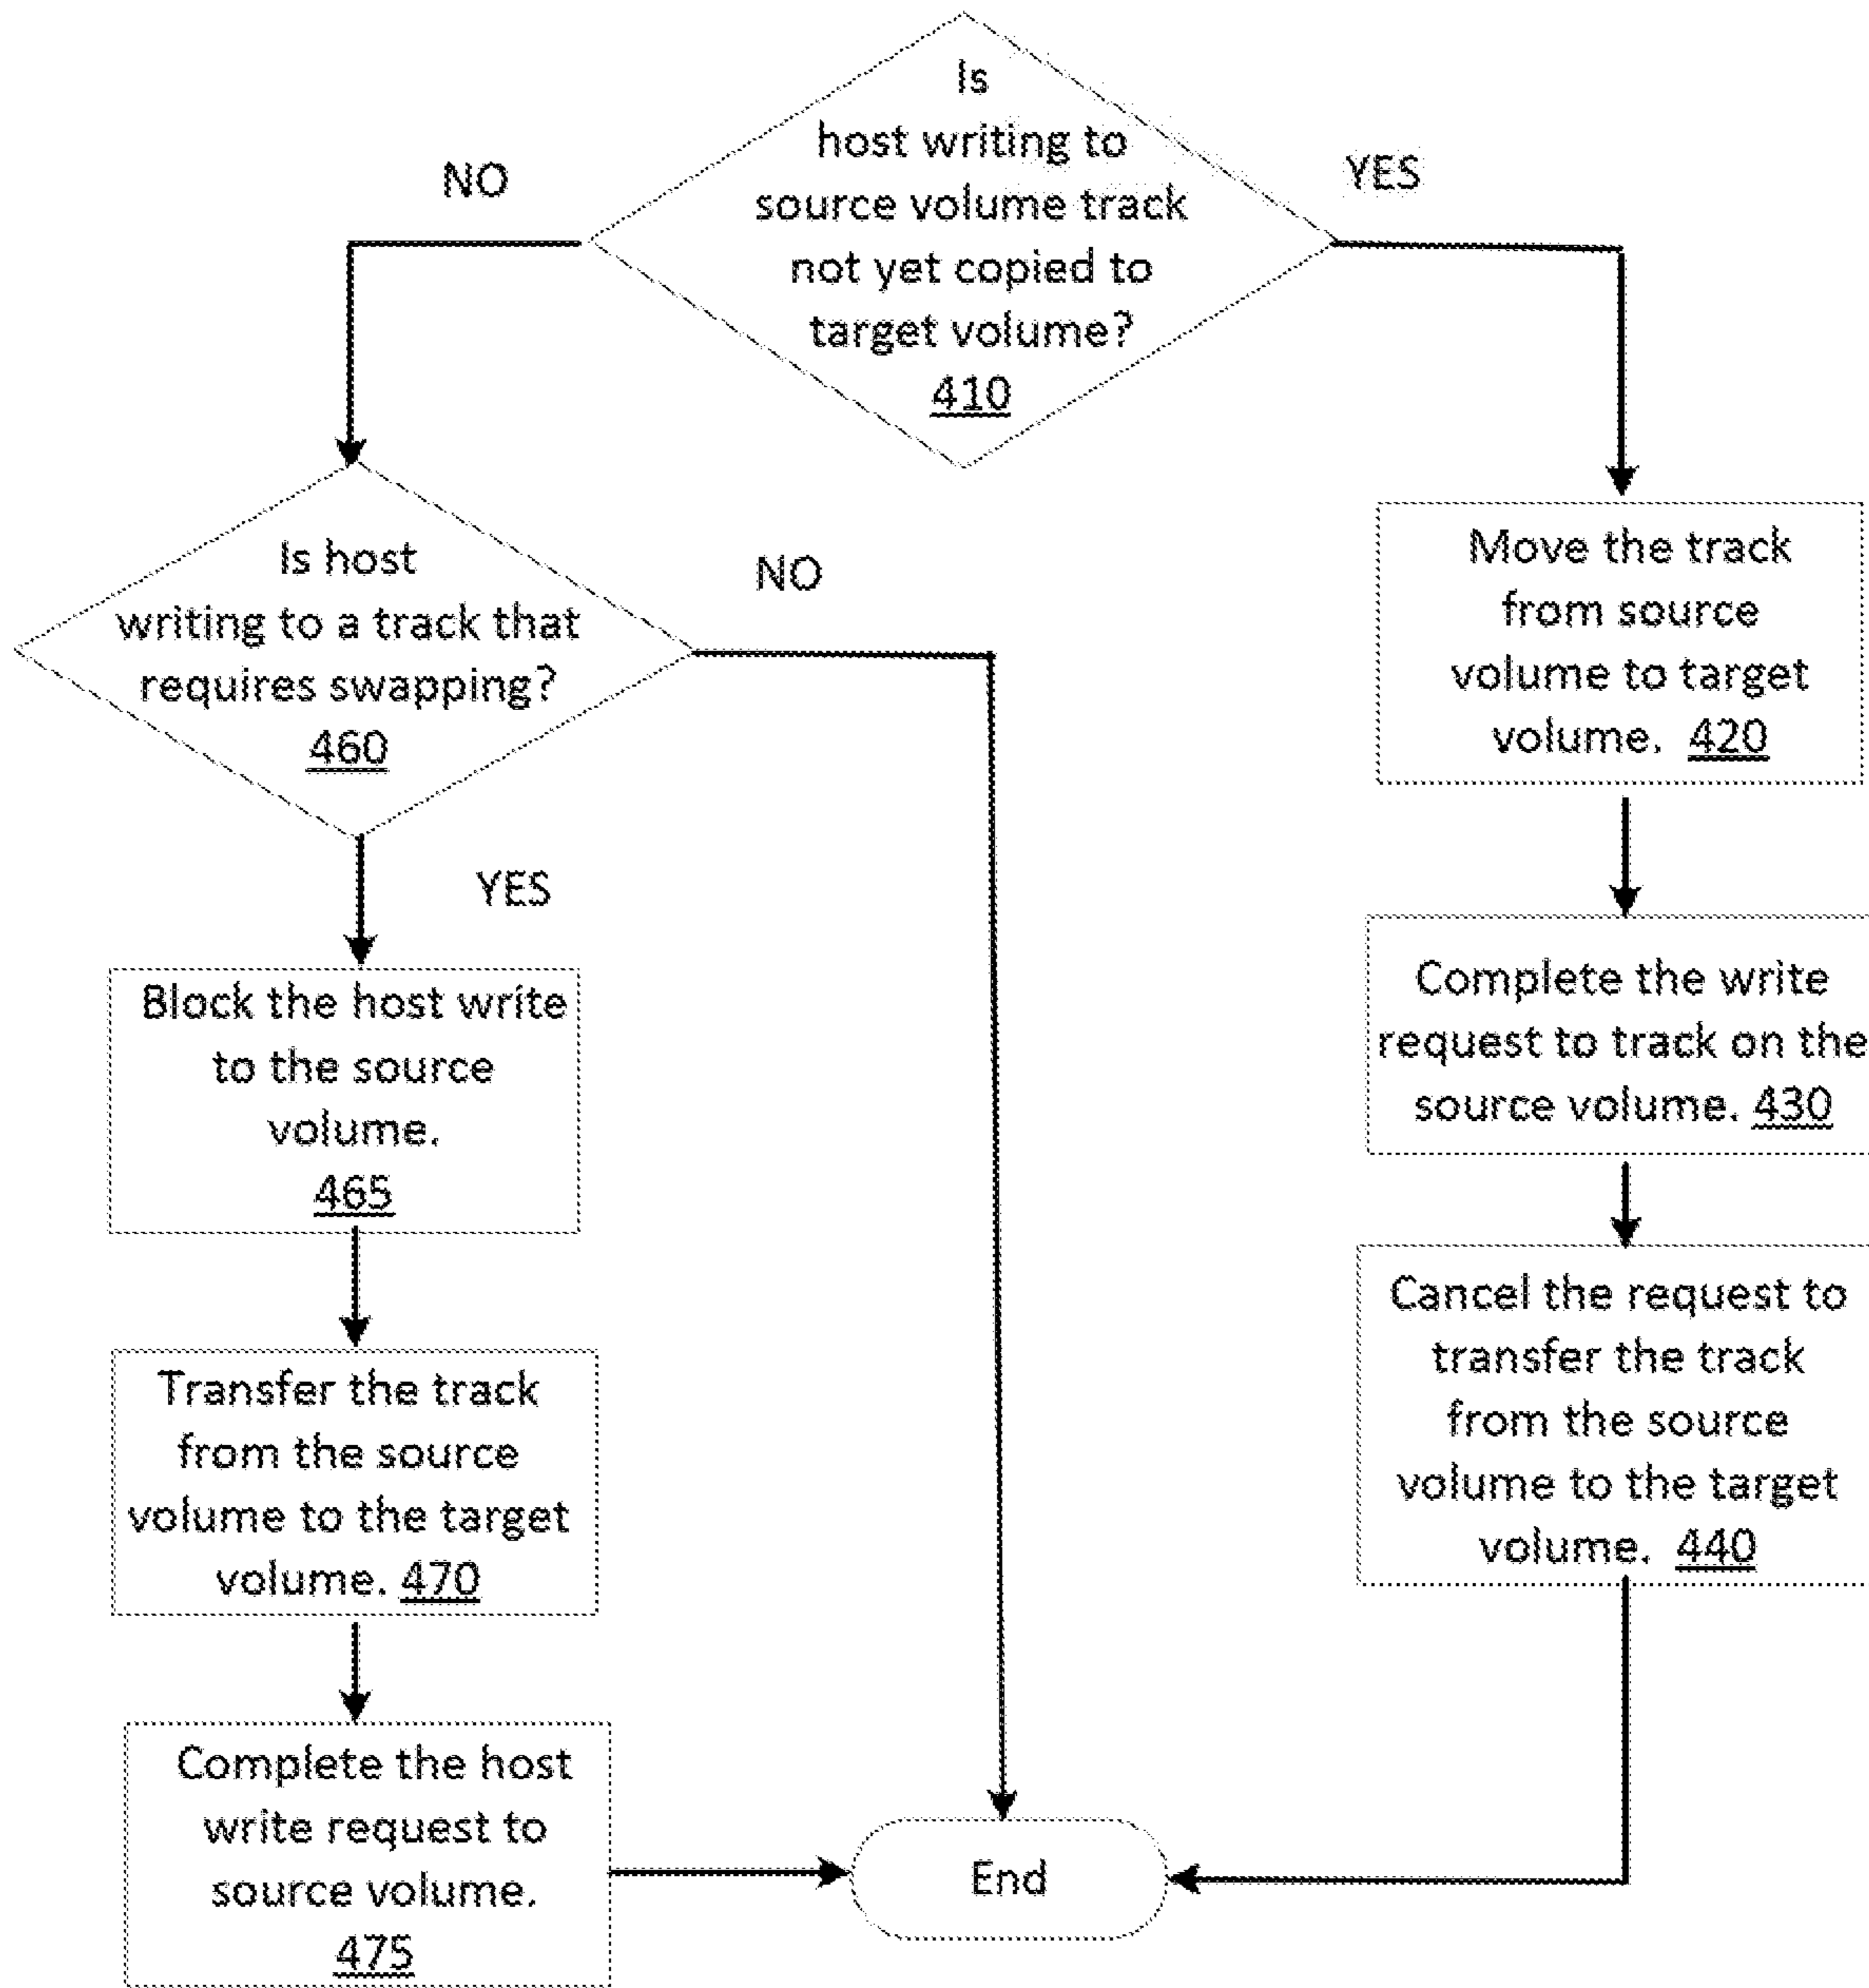 Is
host writing to
source volume track
not yet copied to
target volume?
410
NO
YES
Is host
writing to a track that
requires swapping?
460
NO
YES
Move the track
from source
volume to target
volume. 420
Complete the write
request to track on the
source volume. 430
Cancel the request to
transfer the track
from the source
volume to the target
volume. 440
Block the host write
to the source
volume.
465
Transfer the track
from the source
volume to the target
volume. 470
Complete the host
write request to
source volume.
475
End